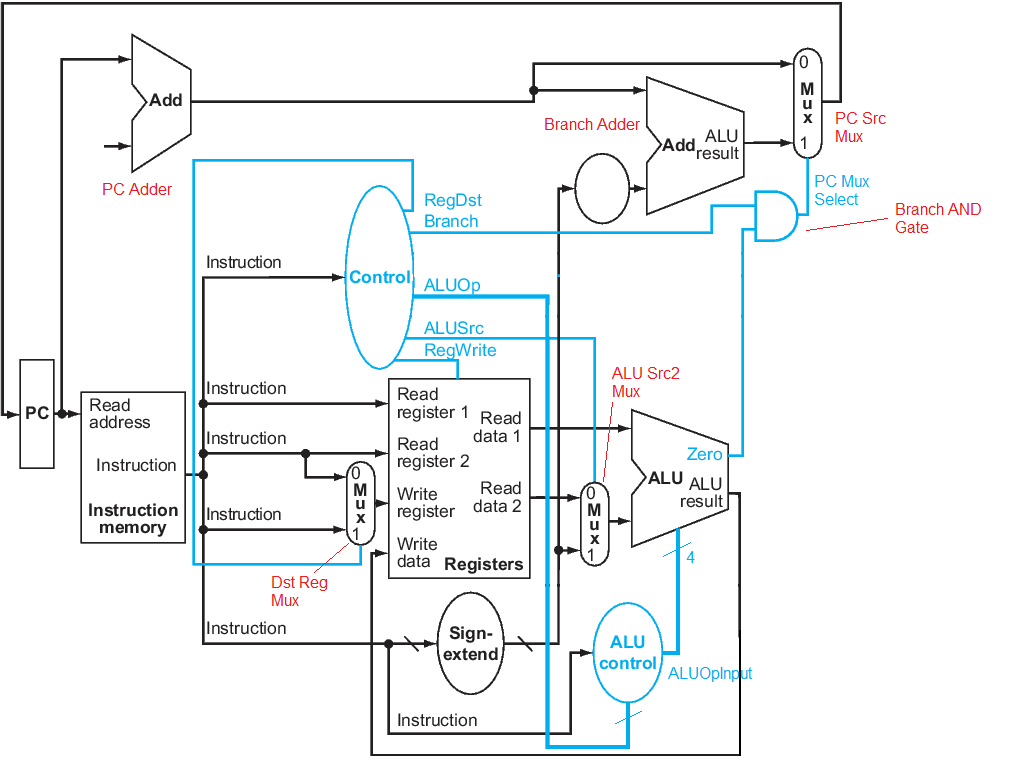 Add
PC Adder
Branch Adder
Add
ALU
result
0
M
u
x
1
PC Src
Mux
PC Mux
Select
Branch AND
Gate
RegDst
Branch
Instruction
Control
ALUOp
ALUSrc
RegWrite
PC
Read
address
Instruction
Instruction
memory
Instruction
Instruction
Instruction
Instruction
0
M
u
x
1
Dst Reg
Mux
Read
register 1
Read
register 2
Write
register
Write
data
Read
data 1
Read
data 2
Registers
ALU Src2
Mux
0
M
u
x
1
Zero
ALU
ALU
result
4
Sign-
extend
Instruction
ALU
control
ALUOpInput